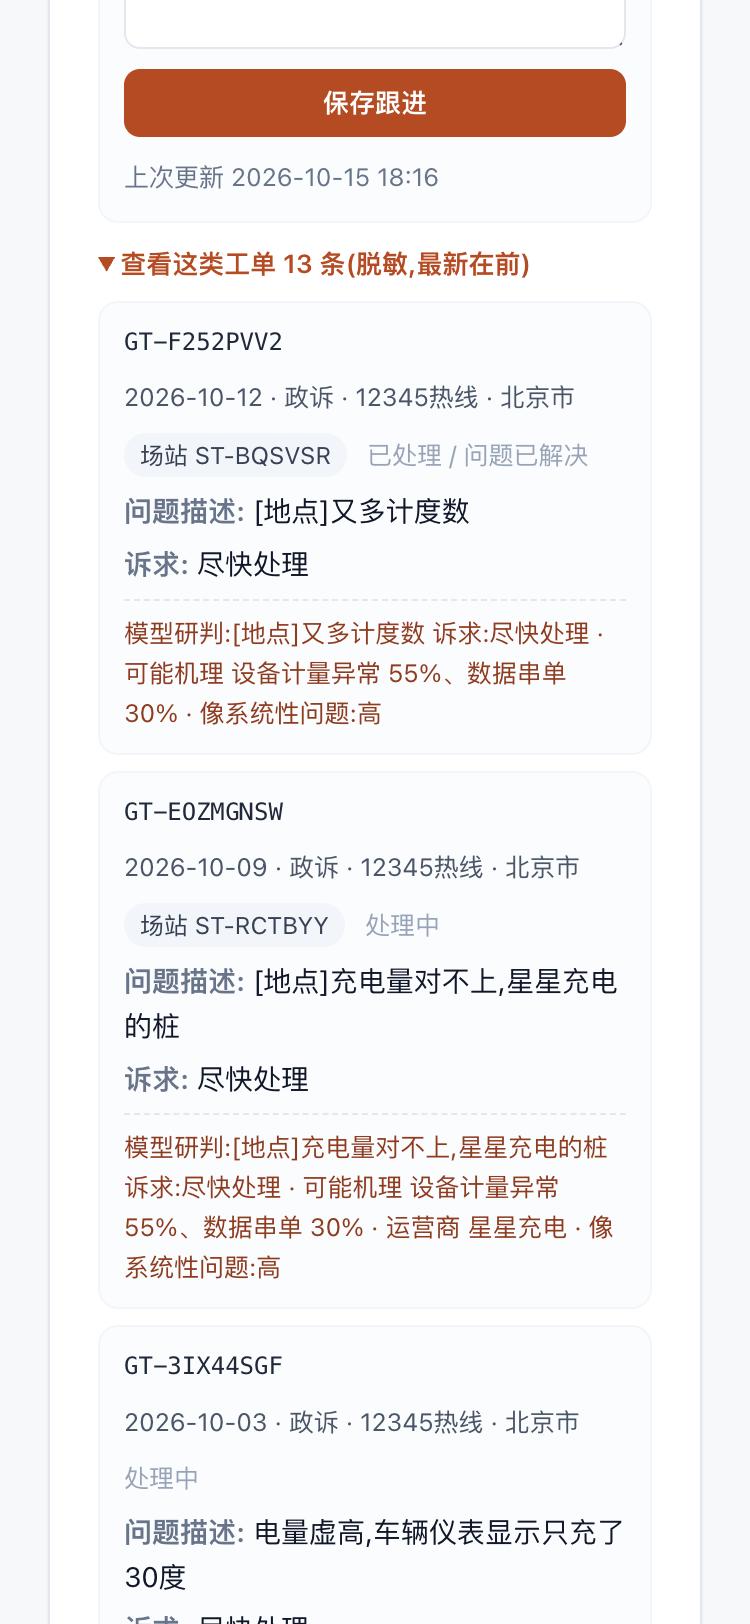 保存跟进
上次更新 2026-10-15 18:16
▼查看这类工单 13 条(脱敏,最新在前)
GT-F252PVV2
2026-10-12 · 政诉 · 12345热线 · 北京市
场站 ST-BQSVSR 已处理 / 问题已解决
问题描述: [地点]又多计度数
诉求: 尽快处理
模型研判:[地点]又多计度数 诉求:尽快处理 ·
可能机理 设备计量异常 55%、数据串单
30% · 像系统性问题:高
GT-EOZMGNSW
2026-10-09 · 政诉 · 12345热线 · 北京市
场站 ST-RCTBYY 处理中
问题描述: [地点]充电量对不上,星星充电
的桩
诉求: 尽快处理
模型研判:[地点]充电量对不上,星星充电的桩
诉求:尽快处理 · 可能机理 设备计量异常
55%、数据串单 30% · 运营商 星星充电 · 像
系统性问题:高
GT-3IX44SGF
2026-10-03 · 政诉 · 12345热线 · 北京市
处理中
问题描述: 电量虚高,车辆仪表显示只充了
30度